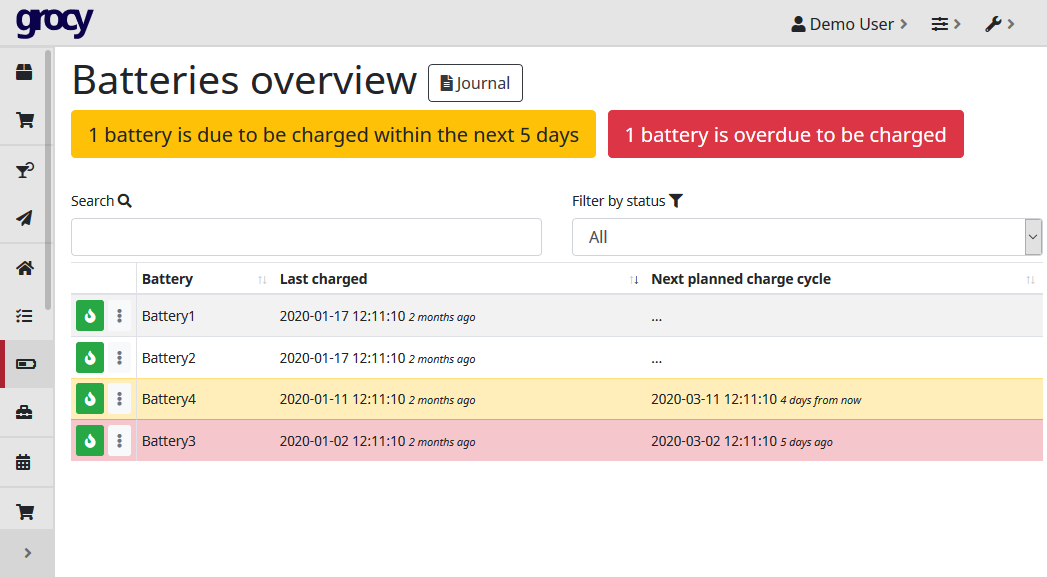 grocy
Demo User
Batteries overview
Journal
1 battery is due to be charged within the next 5 days
1 battery is overdue to be charged
Search
Filter by status
All
Battery Last charged Next planned charge cycle
Battery1 2020-01-17 12:11:10 2 months ago ...
Battery2 2020-01-17 12:11:10 2 months ago ...
Battery4 2020-01-11 12:11:10 2 months ago 2020-03-11 12:11:10 4 days from now
Battery3 2020-01-02 12:11:10 2 months ago 2020-03-02 12:11:10 5 days ago